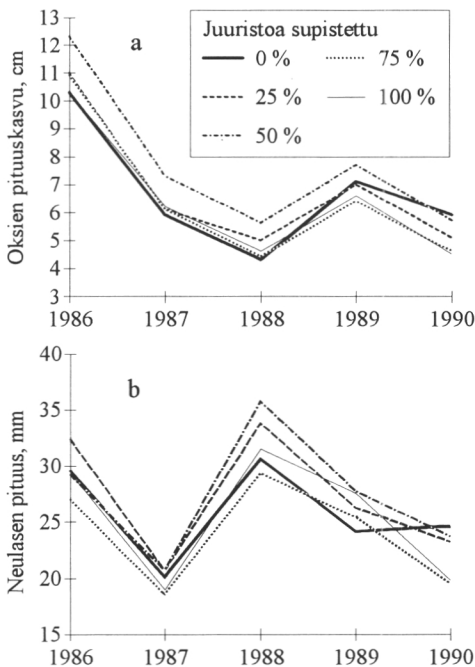 13
12
11
10
9
8
7
6
5
4
3
Oksien pituuskasvu, cm
a
Juuristoa supistettu
0 % 75 %
25 % 100 %
50 %
1986 1987 1988 1989 1990
40
35
30
25
20
15
Neulasen pituus, mm
b
1986 1987 1988 1989 1990